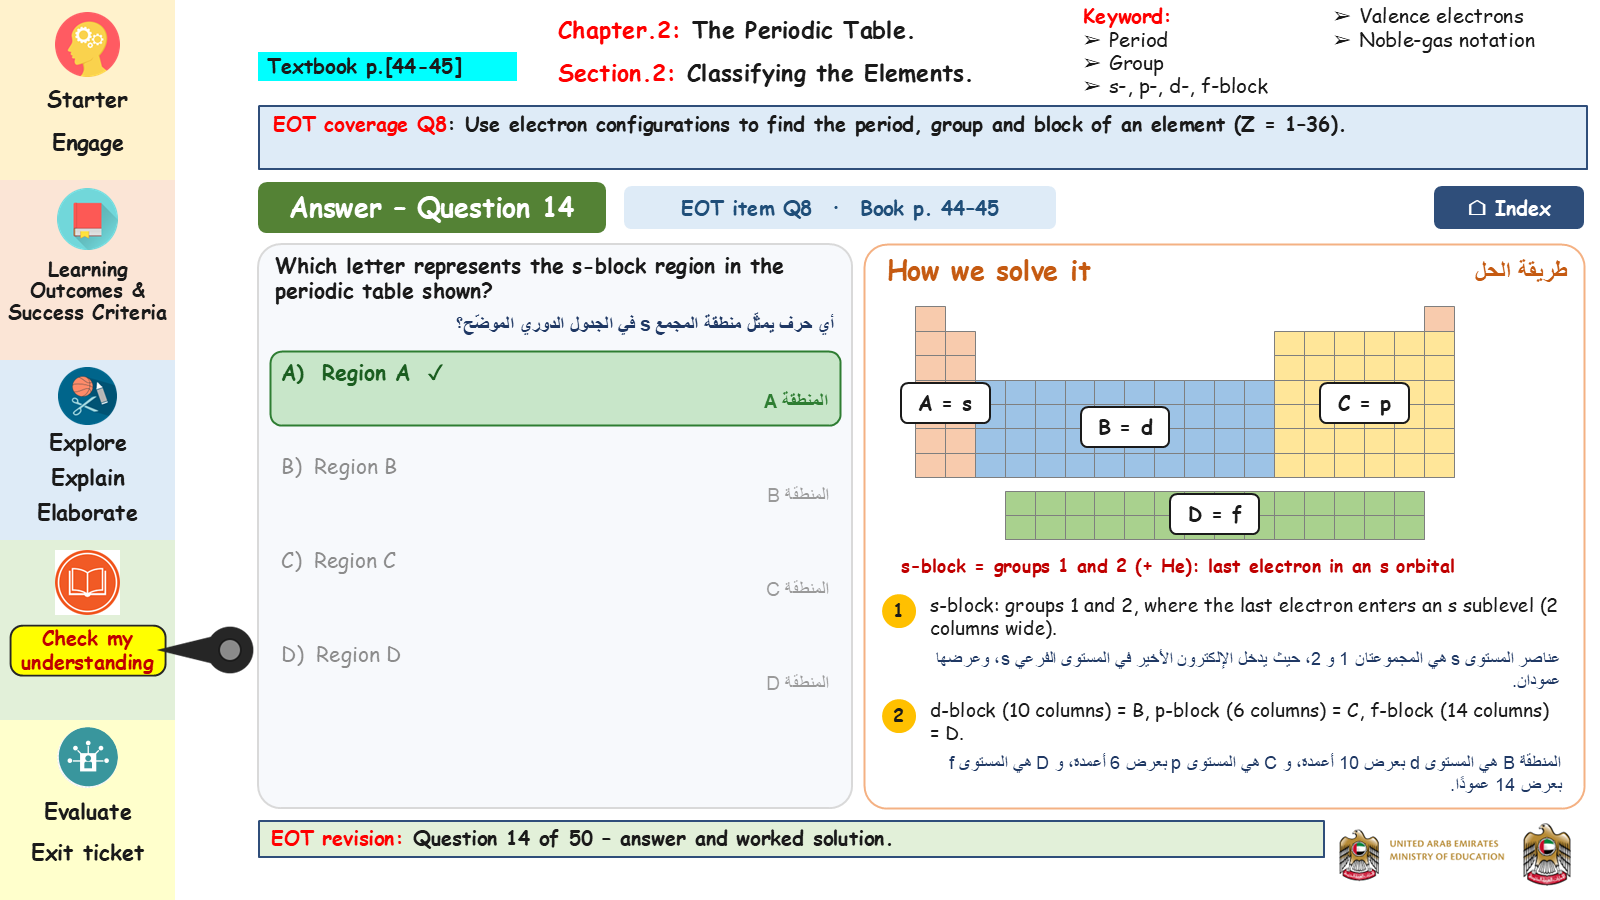 Starter
Engage
Learning
Outcomes &
Success Criteria
Explore
Explain
Elaborate
Check my
understanding
Evaluate
Exit ticket
Textbook p.[44-45]
Chapter.2: The Periodic Table.
Section.2: Classifying the Elements.
Keyword:
➢ Period
➢ Group
➢ s-, p-, d-, f-block
➢ Valence electrons
➢ Noble-gas notation
EOT coverage Q8: Use electron configurations to find the period, group and block of an element (Z = 1–36).
Answer – Question 14
EOT item Q8 · Book p. 44–45
Index
Which letter represents the s-block region in the
periodic table shown?
أي حرف يمثّل منطقة المجمع s في الجدول الدوري الموضّح؟
A) Region A ✓
المنطقة A
B) Region B
المنطقة B
C) Region C
المنطقة C
D) Region D
المنطقة D
How we solve it
طريقة الحل
A = s
B = d
C = p
D = f
s-block = groups 1 and 2 (+ He): last electron in an s orbital
1
s-block: groups 1 and 2, where the last electron enters an s sublevel (2
columns wide).
عناصر المستوى s هي المجموعتان 1 و 2، حيث يدخل الإلكترون الأخير في المستوى الفرعي s، وعرضها
عمودان.
2
d-block (10 columns) = B, p-block (6 columns) = C, f-block (14 columns)
= D.
المنطقة B هي المستوى d بعرض 10 أعمدة، و C هي المستوى p بعرض 6 أعمدة، و D هي المستوى f
بعرض 14 عمودًا.
EOT revision: Question 14 of 50 – answer and worked solution.
UNITED ARAB EMIRATES
MINISTRY OF EDUCATION